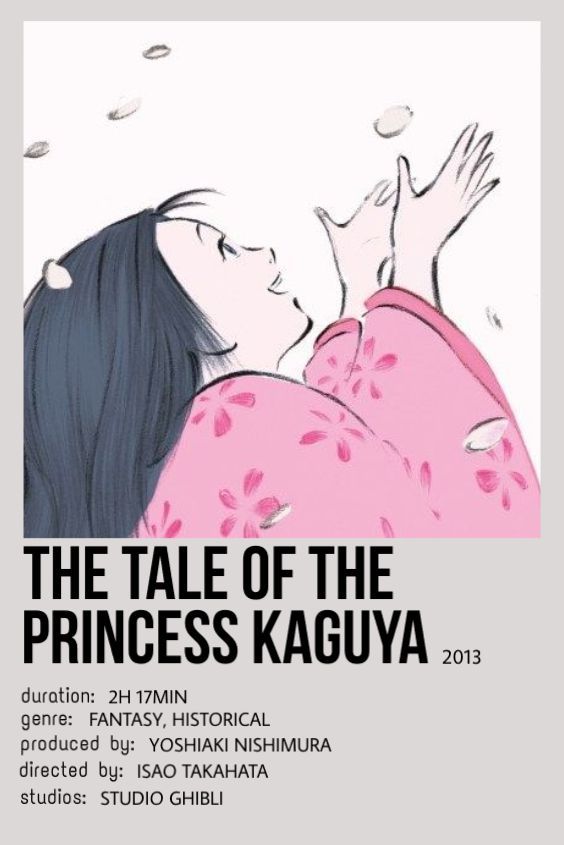 THE TALE OF THE
PRINCESS KAGUYA 2013
duration: 2H 17MIN
genre: FANTASY, HISTORICAL
produced by: YOSHIAKI NISHIMURA
directed by: ISAO TAKAHATA
studios: STUDIO GHIBLI